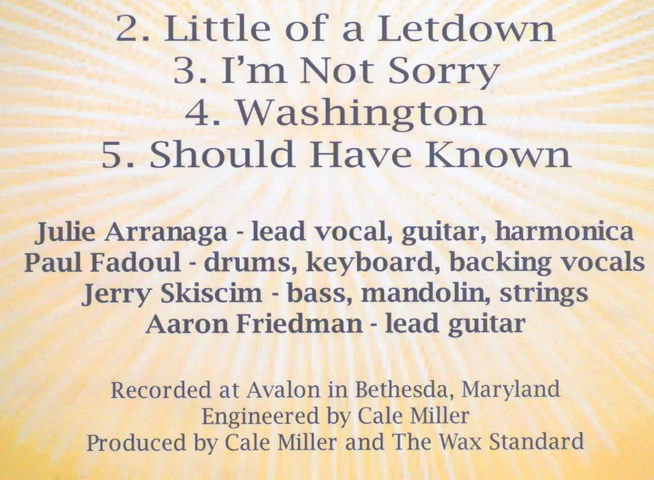 2. Little of a Letdown
3. I'm Not Sorry
4. Washington
5. Should Have Known
Julie Arranaga - lead vocal, guitar, harmonica
Paul Fadoul - drums, keyboard, backing vocals
Jerry Skiscim - bass, mandolin, strings
Aaron Friedman - lead guitar
Recorded at Avalon in Bethesda, Maryland
Engineered by Cale Miller
Produced by Cale Miller and The Wax Standard